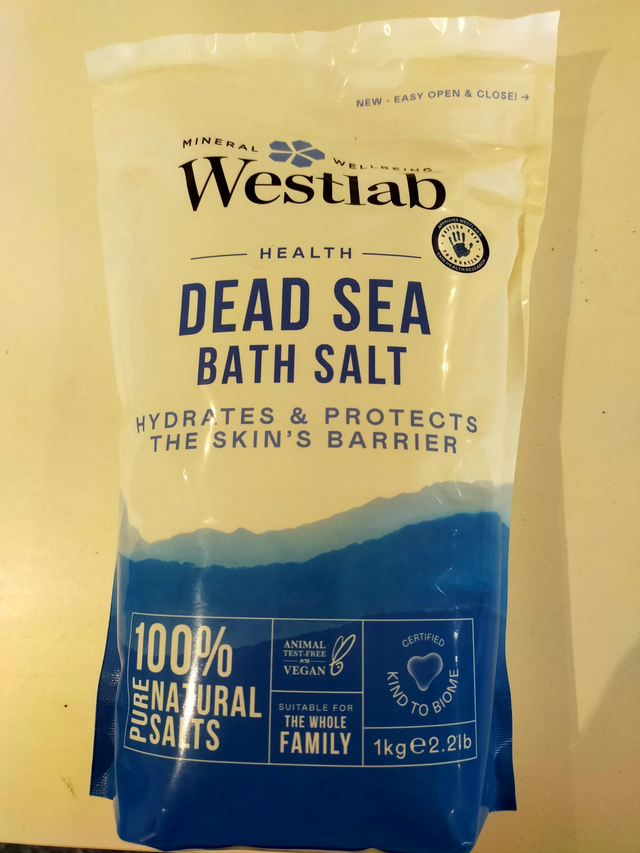 NEW - EASY OPEN & CLOSE! →
MINERAL WELLBEING
Westlab
HEALTH
DEAD SEA
BATH SALT
HYDRATES & PROTECTS
THE SKIN'S BARRIER
100%
PURE NATURAL
SALTS
ANIMAL
TEST-FREE
AND
VEGAN
SUITABLE FOR
THE WHOLE
FAMILY
CERTIFIED
KIND TO BIOME
1kg℮2.2lb